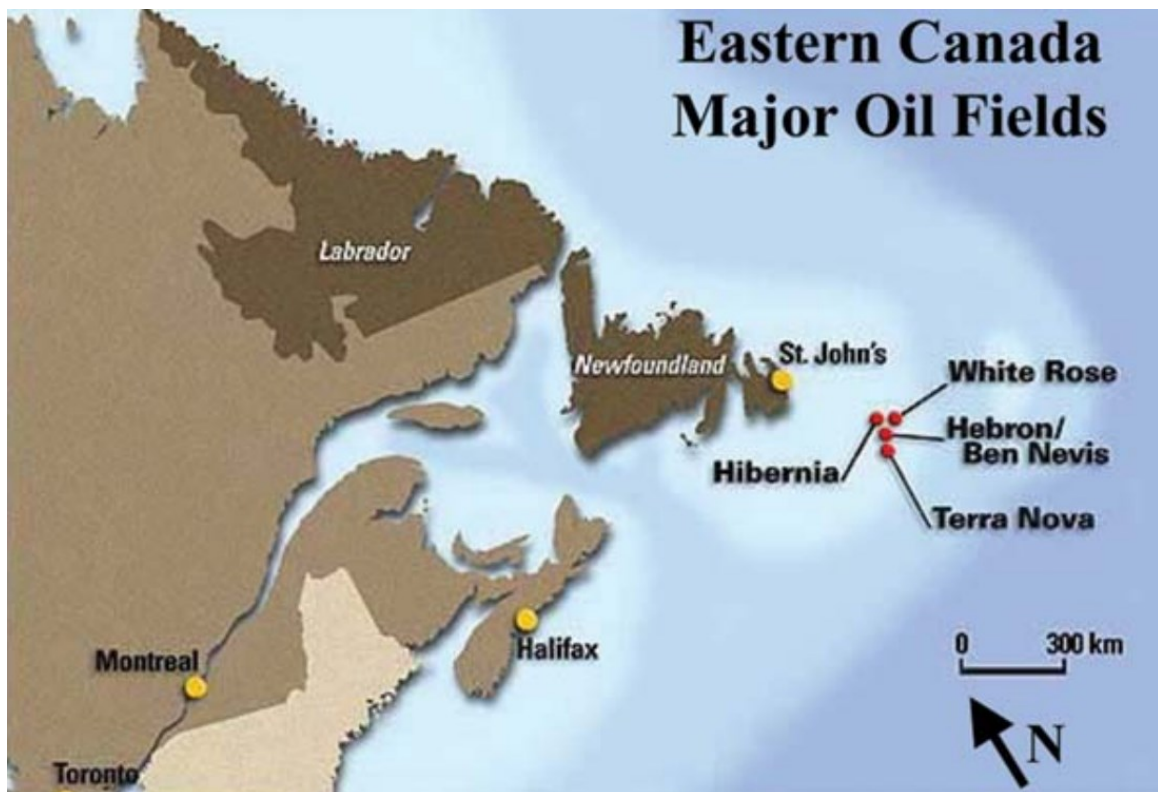 Eastern Canada
Major Oil Fields
Labrador
Newfoundland
St. John's
White Rose
Hebron/
Ben Nevis
Hibernia
Terra Nova
Halifax
Montreal
Toronto
0 300 km
N